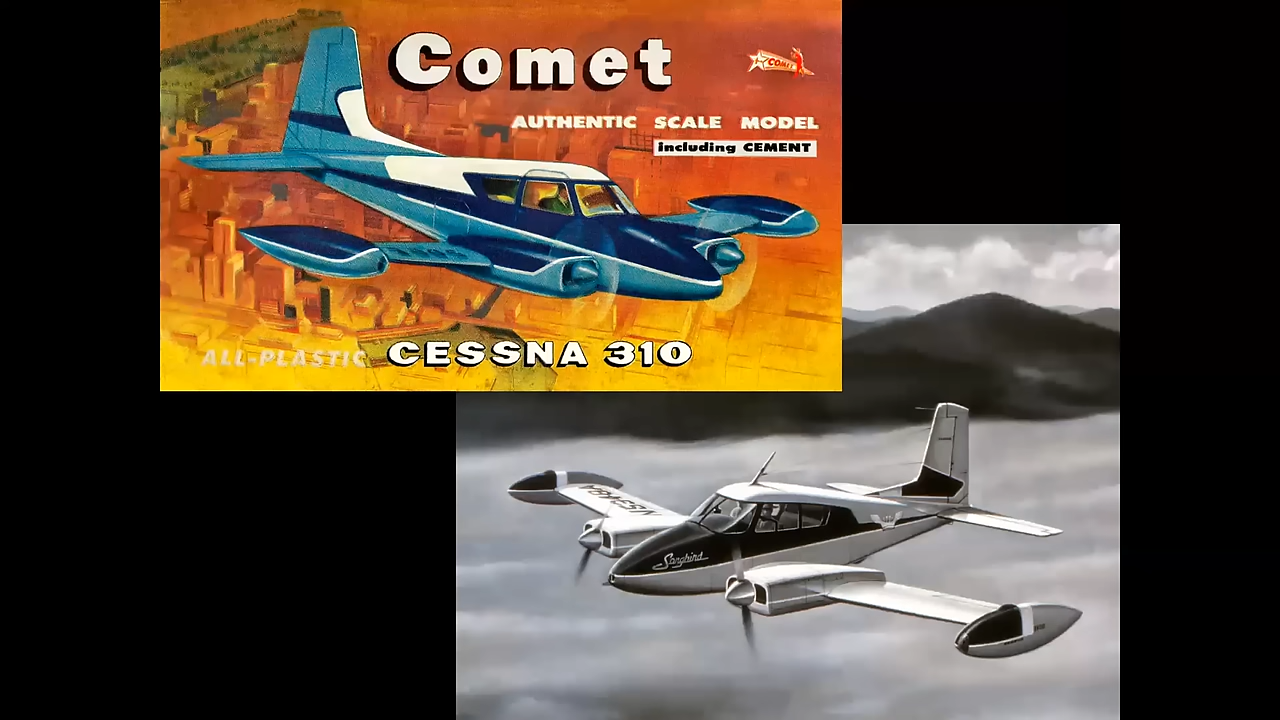 Comet
COMET
AUTHENTIC SCALE MODEL
including CEMENT
ALL-PLASTIC CESSNA 310
Songbird